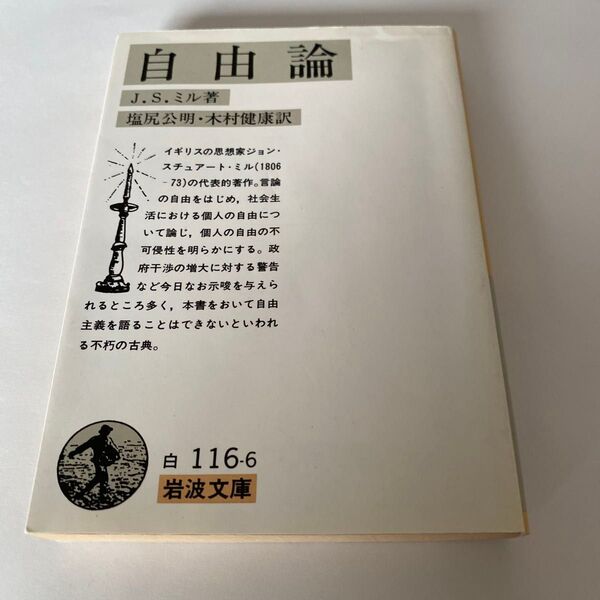 自由論
J.S.ミル著
塩尻公明・木村健康訳
イギリスの思想家ジョン・
スチュアート・ミル(1806
-73)の代表的著作。言論
の自由をはじめ，社会生
活における個人の自由につ
いて論じ，個人の自由の不
可侵性を明らかにする。政
府干渉の増大に対する警告
など今日なお示唆を与えら
れるところ多く，本書をおいて自由
主義を語ることはできないといわれ
る不朽の古典。
白 116-6
岩波文庫